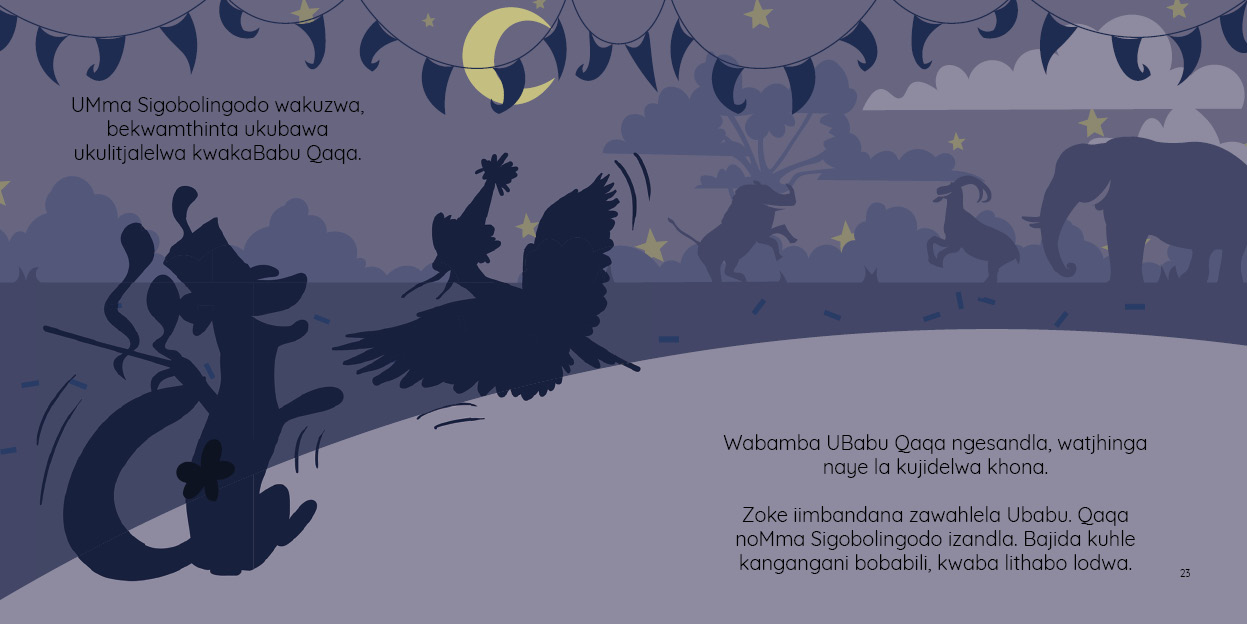 UMma Sigobolingodo wakuzwa,
bekwamthinta ukubawa
ukulitjalelwa kwakaBabu Qaqa.
Wabamba UBabu Qaqa ngesandla, watjhinga
naye la kujidelwa khona.
Zoke iimbandana zawahlela Ubabu. Qaqa
noMma Sigobolingodo izandla. Bajida kuhle
kangangani bobabili, kwaba lithabo lodwa.
23